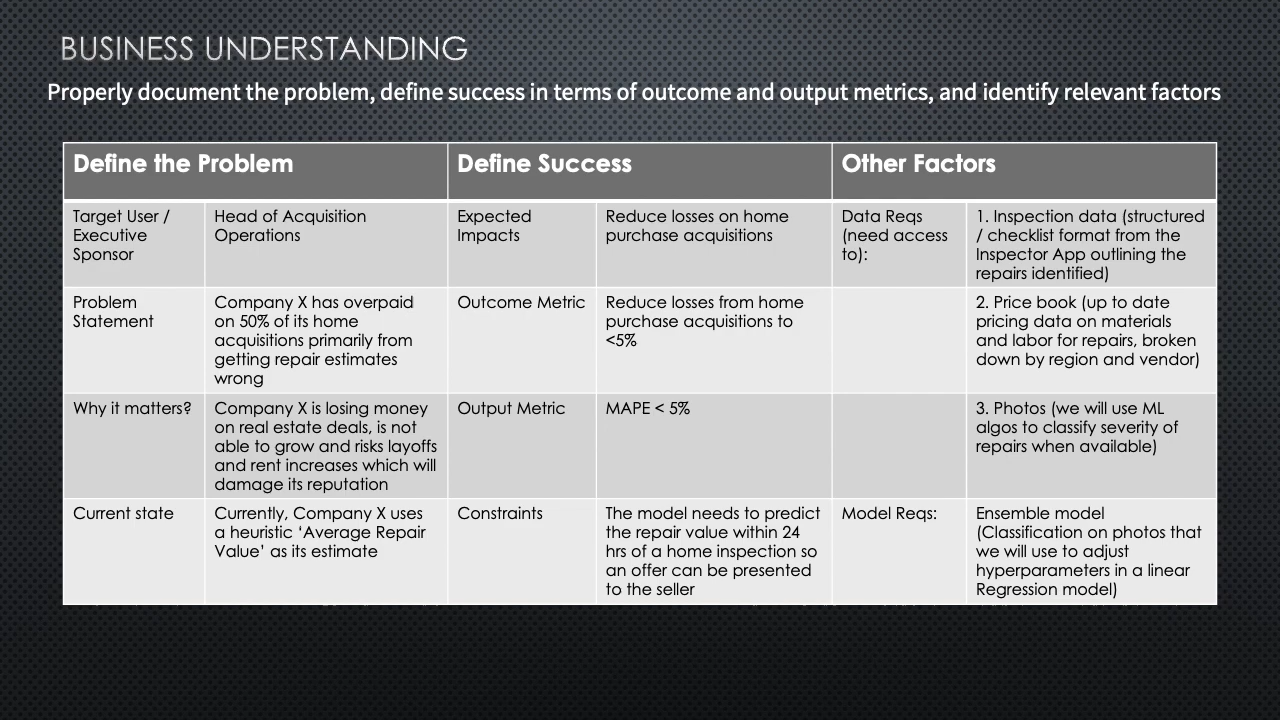 BUSINESS UNDERSTANDING
Properly document the problem, define success in terms of outcome and output metrics, and identify relevant factors
Define the Problem
Define Success
Other Factors
Target User /
Executive
Sponsor
Head of Acquisition
Operations
Expected
Impacts
Reduce losses on home
purchase acquisitions
Data Reqs
(need access
to):
1. Inspection data (structured
/ checklist format from the
Inspector App outlining the
repairs identified)
Problem
Statement
Company X has overpaid
on 50% of its home
acquisitions primarily from
getting repair estimates
wrong
Outcome Metric
Reduce losses from home
purchase acquisitions to
<5%
2. Price book (up to date
pricing data on materials
and labor for repairs, broken
down by region and vendor)
Why it matters?
Company X is losing money
on real estate deals, is not
able to grow and risks layoffs
and rent increases which will
damage its reputation
Output Metric
MAPE < 5%
3. Photos (we will use ML
algos to classify severity of
repairs when available)
Current state
Currently, Company X uses
a heuristic ‘Average Repair
Value’ as its estimate
Constraints
The model needs to predict
the repair value within 24
hrs of a home inspection so
an offer can be presented
to the seller
Model Reqs:
Ensemble model
(Classification on photos that
we will use to adjust
hyperparameters in a linear
Regression model)